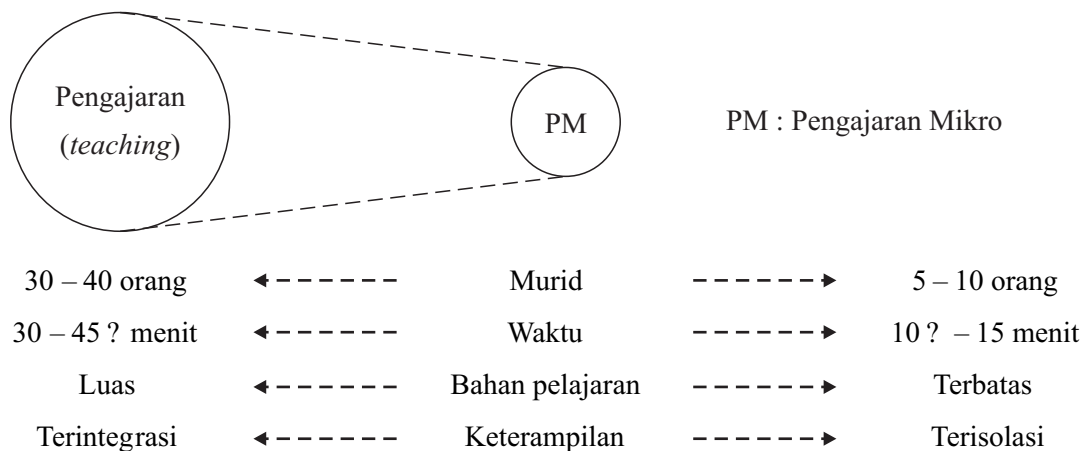 Pengajaran
(teaching)
PM
PM : Pengajaran Mikro
30 – 40 orang Murid 5 – 10 orang
30 – 45 ? menit Waktu 10 ? – 15 menit
Luas Bahan pelajaran Terbatas
Terintegrasi Keterampilan Terisolasi